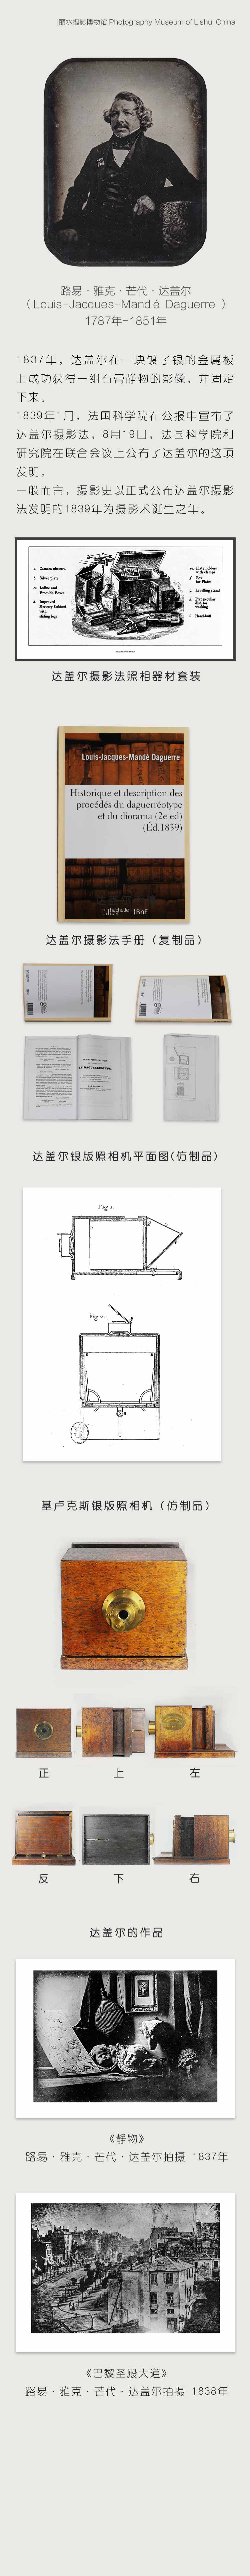 |丽水摄影博物馆|Photography Museum of Lishui China
路易·雅克·芒代·达盖尔
（Louis-Jacques-Mandé Daguerre ）
1787年-1851年
1837年，达盖尔在一块镀了银的金属板
上成功获得一组石膏静物的影像，并固定
下来。
1839年1月，法国科学院在公报中宣布了
达盖尔摄影法，8月19日，法国科学院和
研究院在联合会议上公布了达盖尔的这项
发明。
一般而言，摄影史以正式公布达盖尔摄影
法发明的1839年为摄影术诞生之年。
a. Camera obscura
b. Silver plate
c. Iodine and
Bromide Boxes
d. Improved
Mercury Cabinet
with
sliding legs
e. Plate holders
with clamps
f. Box
for Plates
g. Levelling stand
h. Flat porcelain
dish for
washing
i. Hand-buff
达盖尔摄影法照相器材套装
Louis-Jacques-Mandé Daguerre
Historique et description des
procédés du daguerréotype
et du diorama (2e ed)
(Éd.1839)
hachette
LIVRE
{BnF
达盖尔摄影法手册（复制品）
达盖尔银版照相机平面图(仿制品)
Fig. 1.
Fig. 2.
基卢克斯银版照相机（仿制品）
正
上
左
反
下
右
达盖尔的作品
《静物》
路易·雅克·芒代·达盖尔拍摄 1837年
《巴黎圣殿大道》
路易·雅克·芒代·达盖尔拍摄 1838年